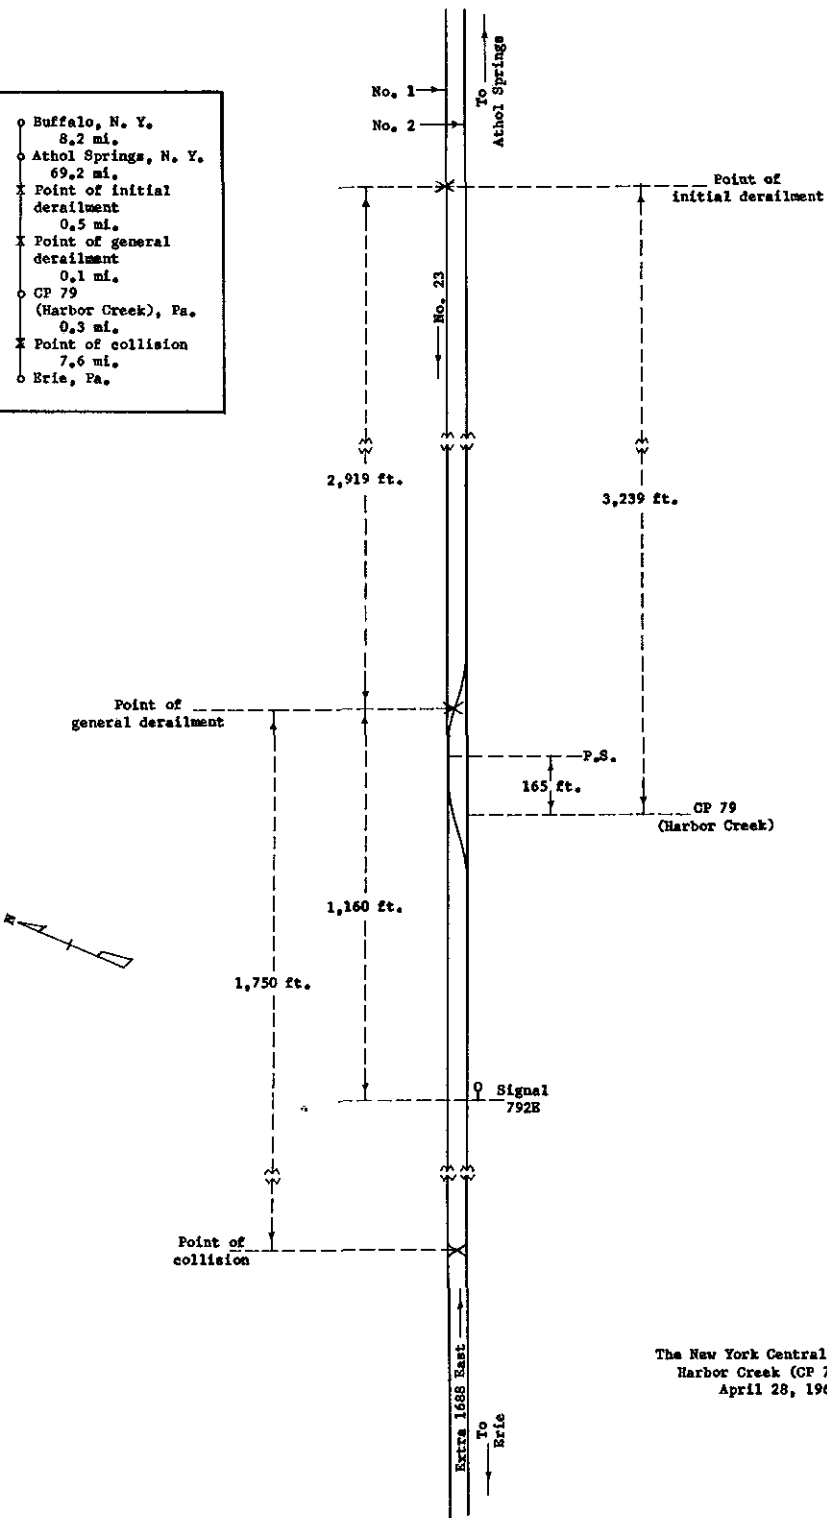 Buffalo, N. Y.
8.2 mi.
Athol Springs, N. Y.
69.2 mi.
Point of initial
derailment
0.5 mi.
Point of general
derailment
0.1 mi.
CP 79
(Harbor Creek), Pa.
0.3 mi.
Point of collision
7.6 mi.
Erie, Pa.
No. 1
No. 2
To
Athol Springs
Point of
initial derailment
No. 23
2,919 ft.
3,239 ft.
Point of
general derailment
P.S.
165 ft.
CP 79
(Harbor Creek)
N
1,160 ft.
1,750 ft.
Signal
792E
Point of
collision
Extra 1688 East
To
Erie
The New York Central
Harbor Creek (CP 7
April 28, 196